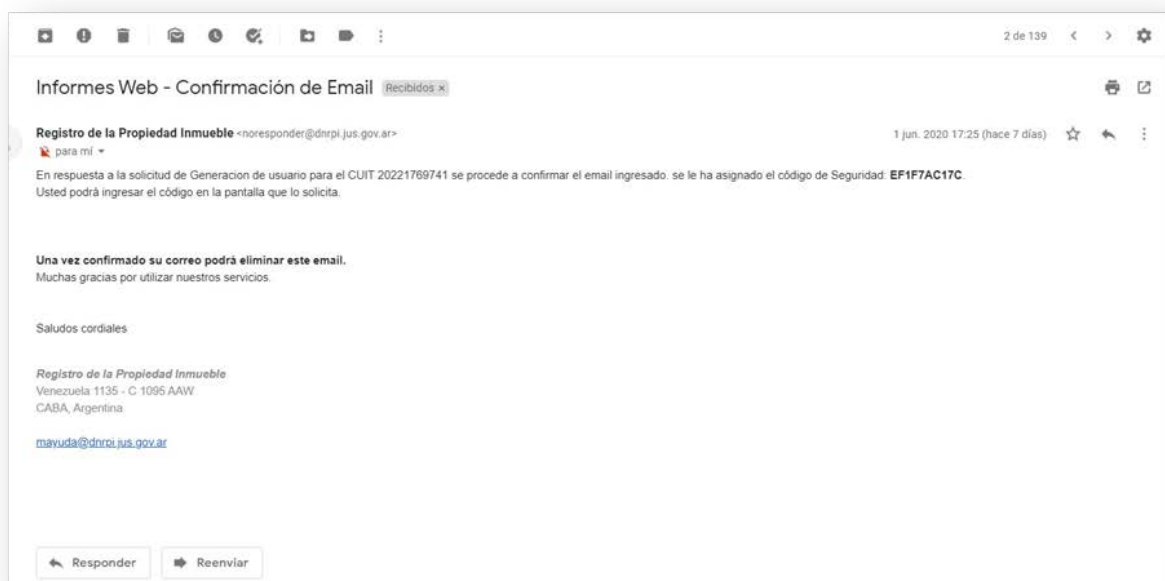 2 de 139
Informes Web - Confirmación de Email Recibidos ×
Registro de la Propiedad Inmueble <noresponder@dnrpi.jus.gov.ar> 1 jun. 2020 17:25 (hace 7 días)
para mí
En respuesta a la solicitud de Generacion de usuario para el CUIT 20221769741 se procede a confirmar el email ingresado. se le ha asignado el código de Seguridad: EF1F7AC17C.
Usted podrá ingresar el código en la pantalla que lo solicita.
Una vez confirmado su correo podrá eliminar este email.
Muchas gracias por utilizar nuestros servicios.
Saludos cordiales
Registro de la Propiedad Inmueble
Venezuela 1135 - C 1095 AAW
CABA, Argentina
mayuda@dnrpi.jus.gov.ar
Responder Reenviar